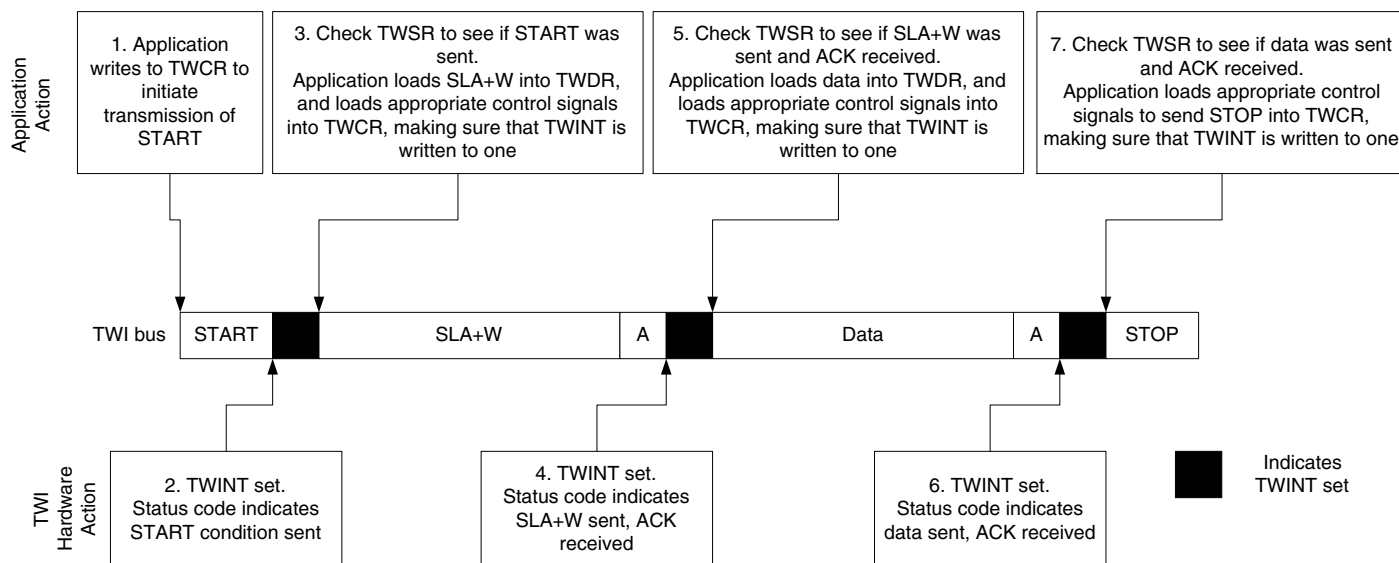 Application
Action
1. Application
writes to TWCR to
initiate
transmission of
START
3. Check TWSR to see if START was
sent.
Application loads SLA+W into TWDR,
and loads appropriate control signals
into TWCR, making sure that TWINT is
written to one
5. Check TWSR to see if SLA+W was
sent and ACK received.
Application loads data into TWDR, and
loads appropriate control signals into
TWCR, making sure that TWINT is
written to one
7. Check TWSR to see if data was sent
and ACK received.
Application loads appropriate control
signals to send STOP into TWCR,
making sure that TWINT is written to one
TWI bus
START
SLA+W
A
Data
A
STOP
TWI
Hardware
Action
2. TWINT set.
Status code indicates
START condition sent
4. TWINT set.
Status code indicates
SLA+W sent, ACK
received
6. TWINT set.
Status code indicates
data sent, ACK received
Indicates
TWINT set